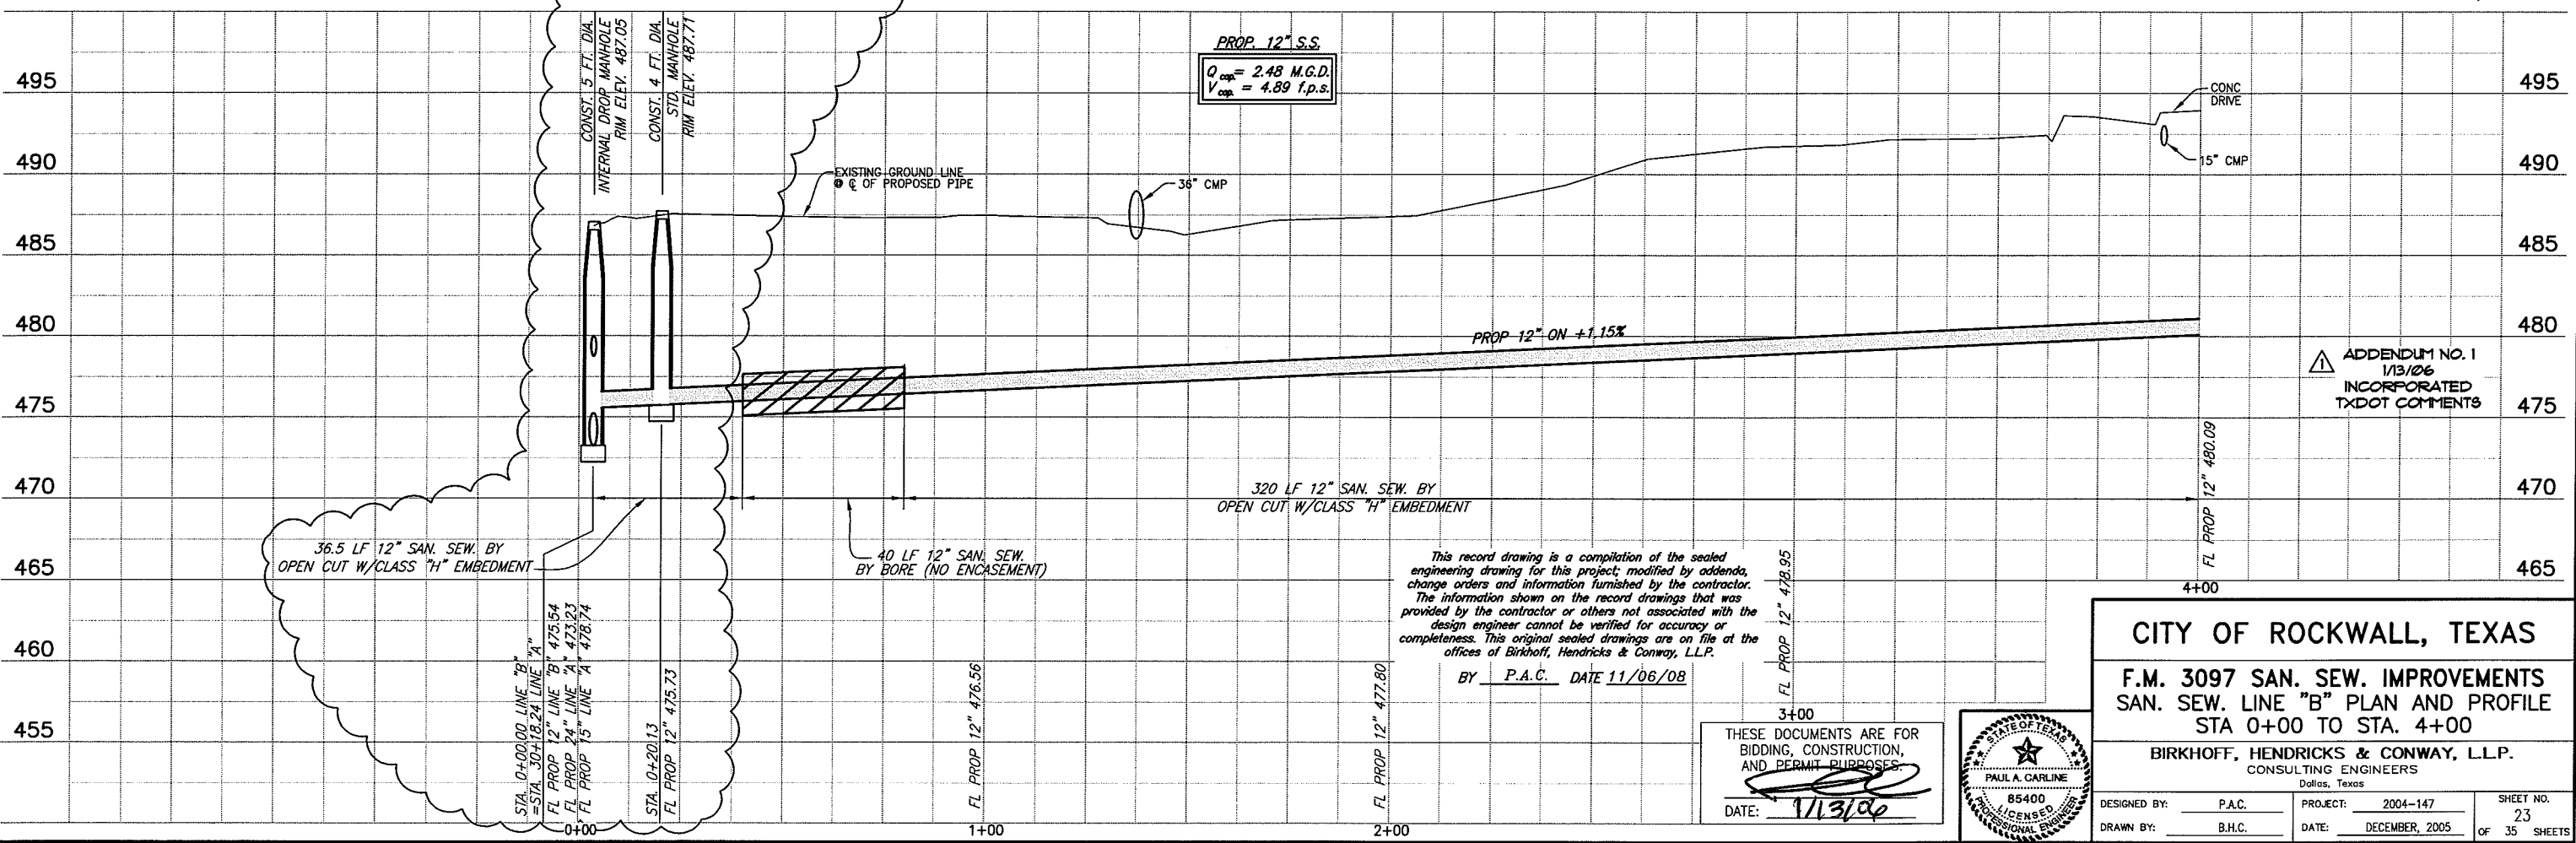 CONST. 5 FT. DIA.
INTERNAL DROP MANHOLE
RIM ELEV. 487.05
CONST. 4 FT. DIA.
STD. MANHOLE
RIM ELEV. 487.71
PROP. 12" S.S.
Q cap. = 2.48 M.G.D.
V cap. = 4.89 f.p.s.
495
490
485
480
475
470
465
460
455
495
490
485
480
475
470
465
CONC
DRIVE
15" CMP
EXISTING GROUND LINE
@ ℄ OF PROPOSED PIPE
36" CMP
PROP 12" ON +1.15%
1
ADDENDUM NO. 1
1/13/06
INCORPORATED
TXDOT COMMENTS
320 LF 12" SAN. SEW. BY
OPEN CUT W/CLASS "H" EMBEDMENT
36.5 LF 12" SAN. SEW. BY
OPEN CUT W/CLASS "H" EMBEDMENT
40 LF 12" SAN. SEW.
BY BORE (NO ENCASEMENT)
STA. 0+00.00 LINE "B"
=STA. 30+18.24 LINE "A"
FL PROP 12" LINE "B" 475.54
FL PROP 24" LINE "A" 473.23
FL PROP 15" LINE "A" 478.74
STA. 0+20.13
FL PROP 12" 475.73
FL PROP 12" 476.56
FL PROP 12" 477.80
FL PROP 12" 478.95
FL PROP 12" 480.09
0+00
1+00
2+00
3+00
4+00
This record drawing is a compilation of the sealed
engineering drawing for this project; modified by addenda,
change orders and information furnished by the contractor.
The information shown on the record drawings that was
provided by the contractor or others not associated with the
design engineer cannot be verified for accuracy or
completeness. This original sealed drawings are on file at the
offices of Birkhoff, Hendricks & Conway, L.L.P.
BY P.A.C. DATE 11/06/08
THESE DOCUMENTS ARE FOR
BIDDING, CONSTRUCTION,
AND PERMIT PURPOSES.
DATE: 1/13/06
STATE OF TEXAS
PAUL A. CARLINE
85400
LICENSED
PROFESSIONAL ENGINEER
CITY OF ROCKWALL, TEXAS
F.M. 3097 SAN. SEW. IMPROVEMENTS
SAN. SEW. LINE "B" PLAN AND PROFILE
STA 0+00 TO STA. 4+00
BIRKHOFF, HENDRICKS & CONWAY, L.L.P.
CONSULTING ENGINEERS
Dallas, Texas
DESIGNED BY: P.A.C.
PROJECT: 2004-147
SHEET NO.
23
DRAWN BY: B.H.C.
DATE: DECEMBER, 2005
OF 35 SHEETS